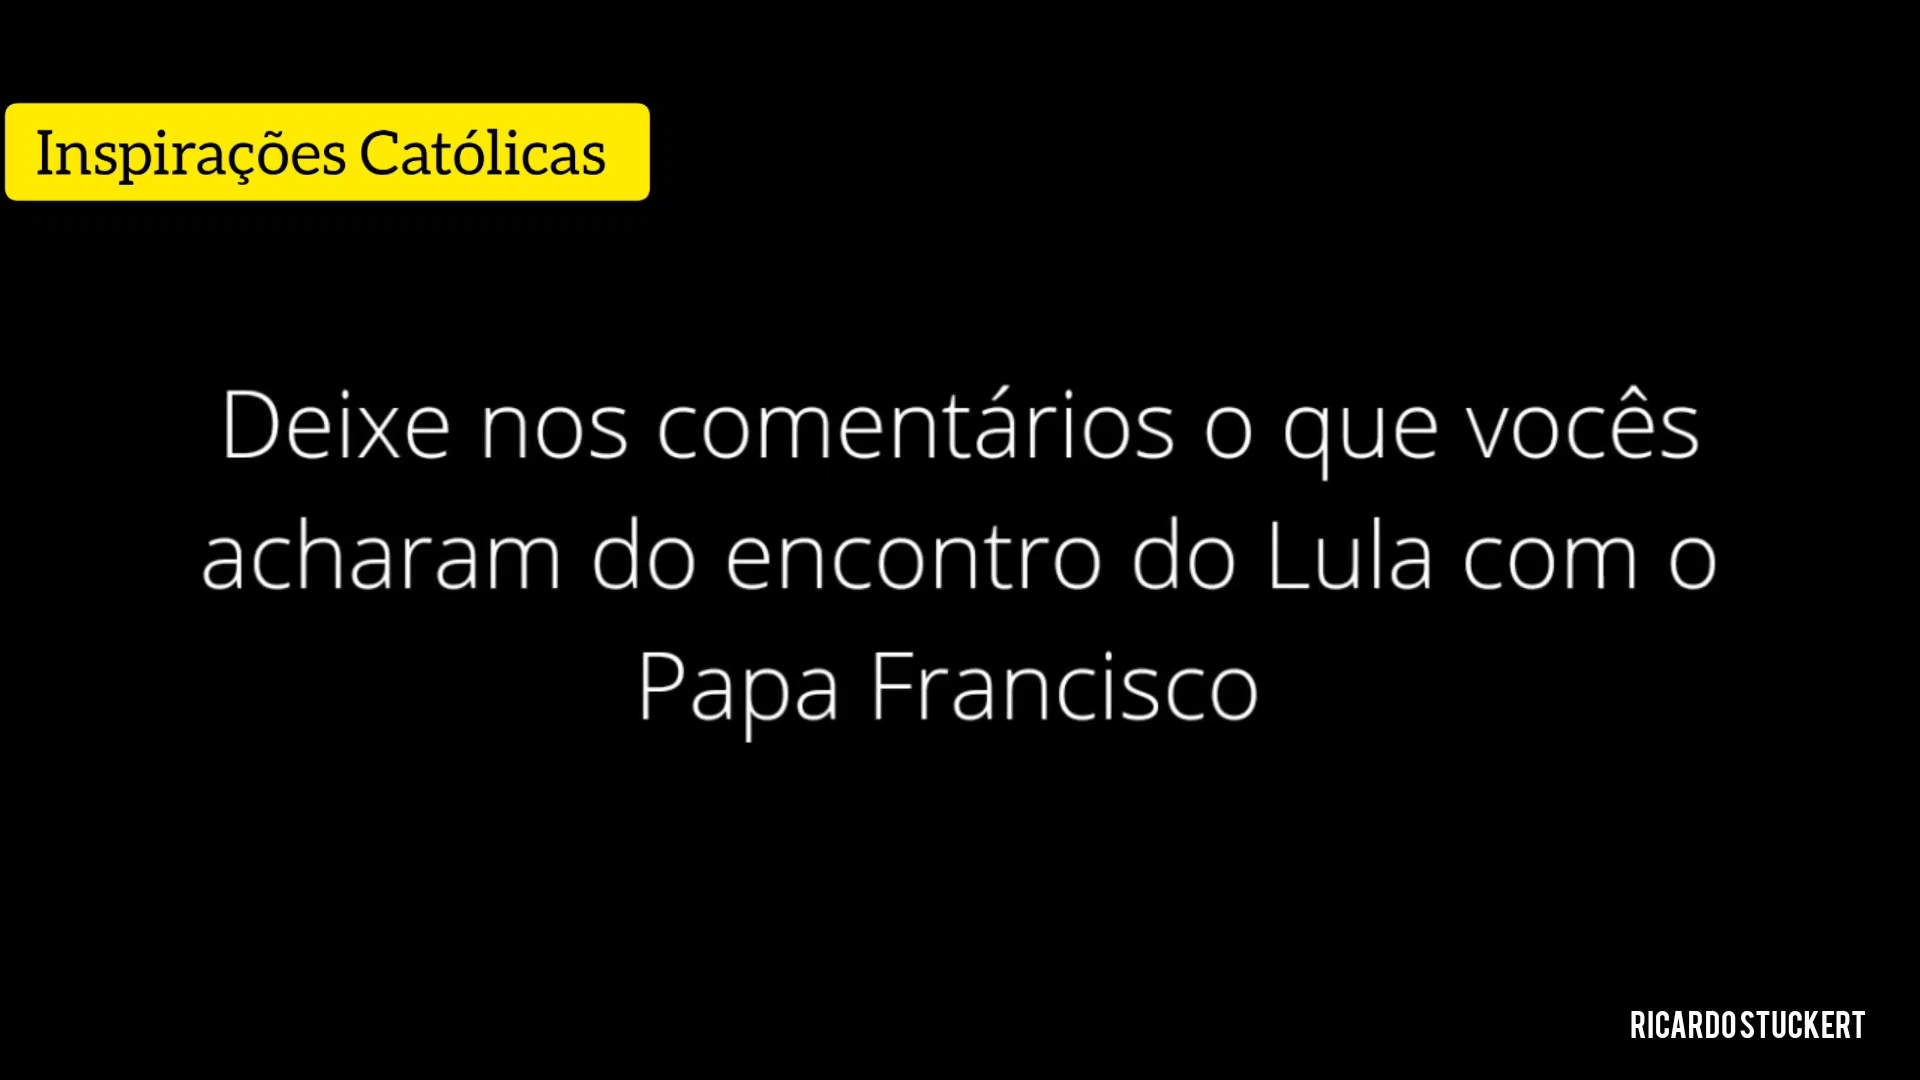 Inspirações Católicas
Deixe nos comentários o que vocês
acharam do encontro do Lula com o
Papa Francisco
RICARDO STUCKERT